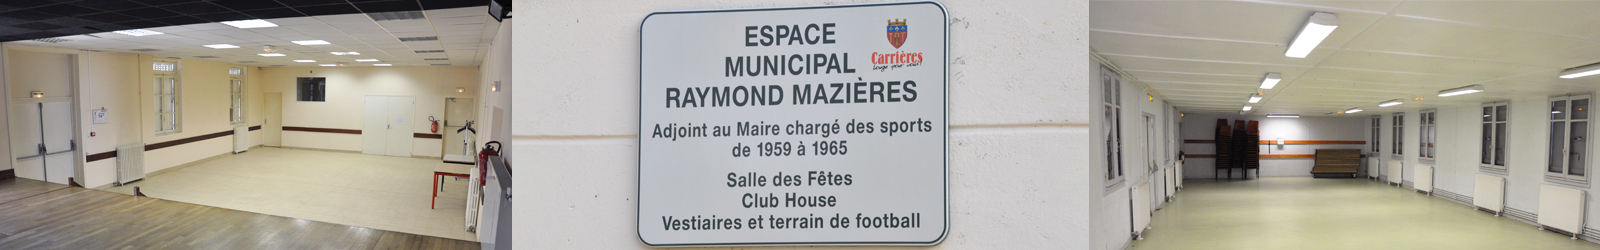 ESPACE
MUNICIPAL
RAYMOND MAZIÈRES
Carrières
Adjoint au Maire chargé des sports
de 1959 à 1965
Salle des Fêtes
Club House
Vestiaires et terrain de football